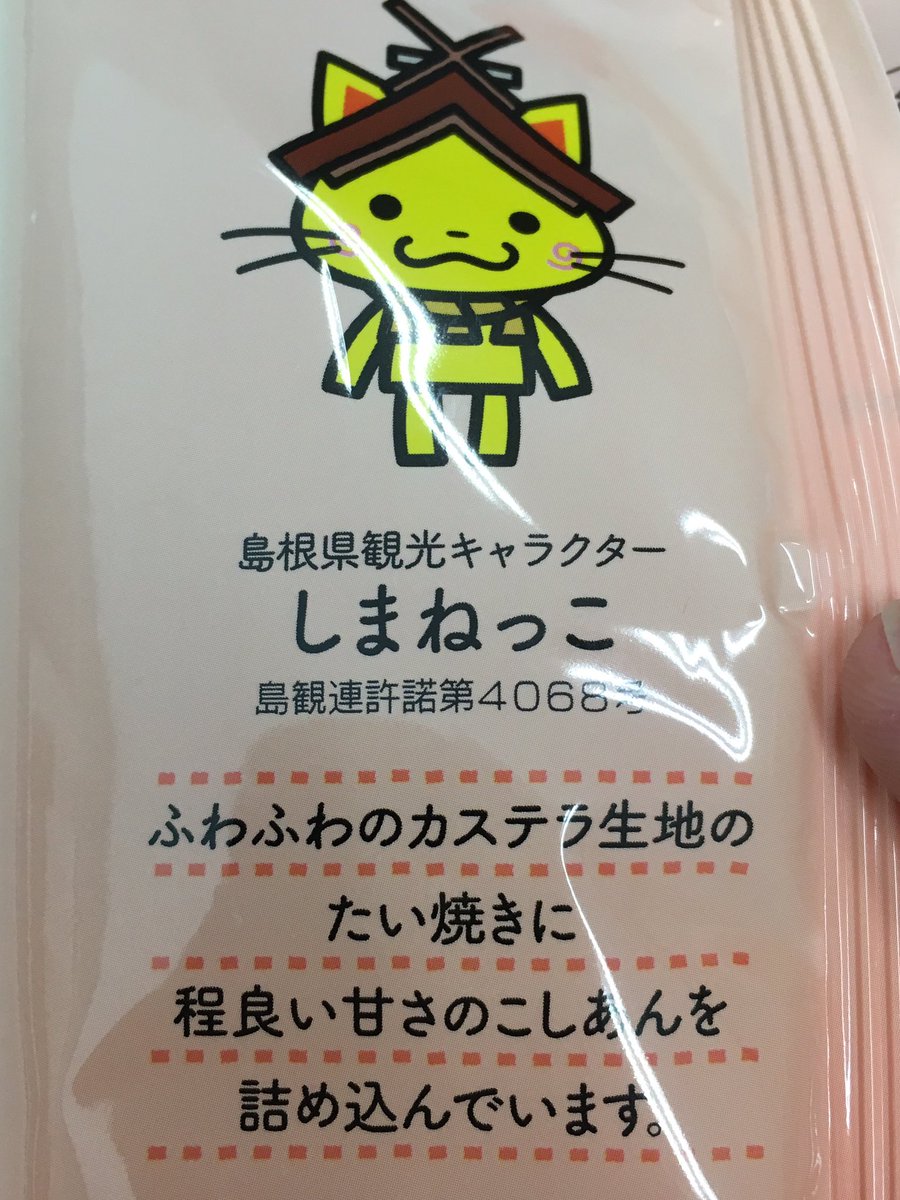 島根県観光キャラクター
しまねっこ
島観連許諾第4068号
ふわふわのカステラ生地の
たい焼きに
程良い甘さのこしあんを
詰め込んでいます。